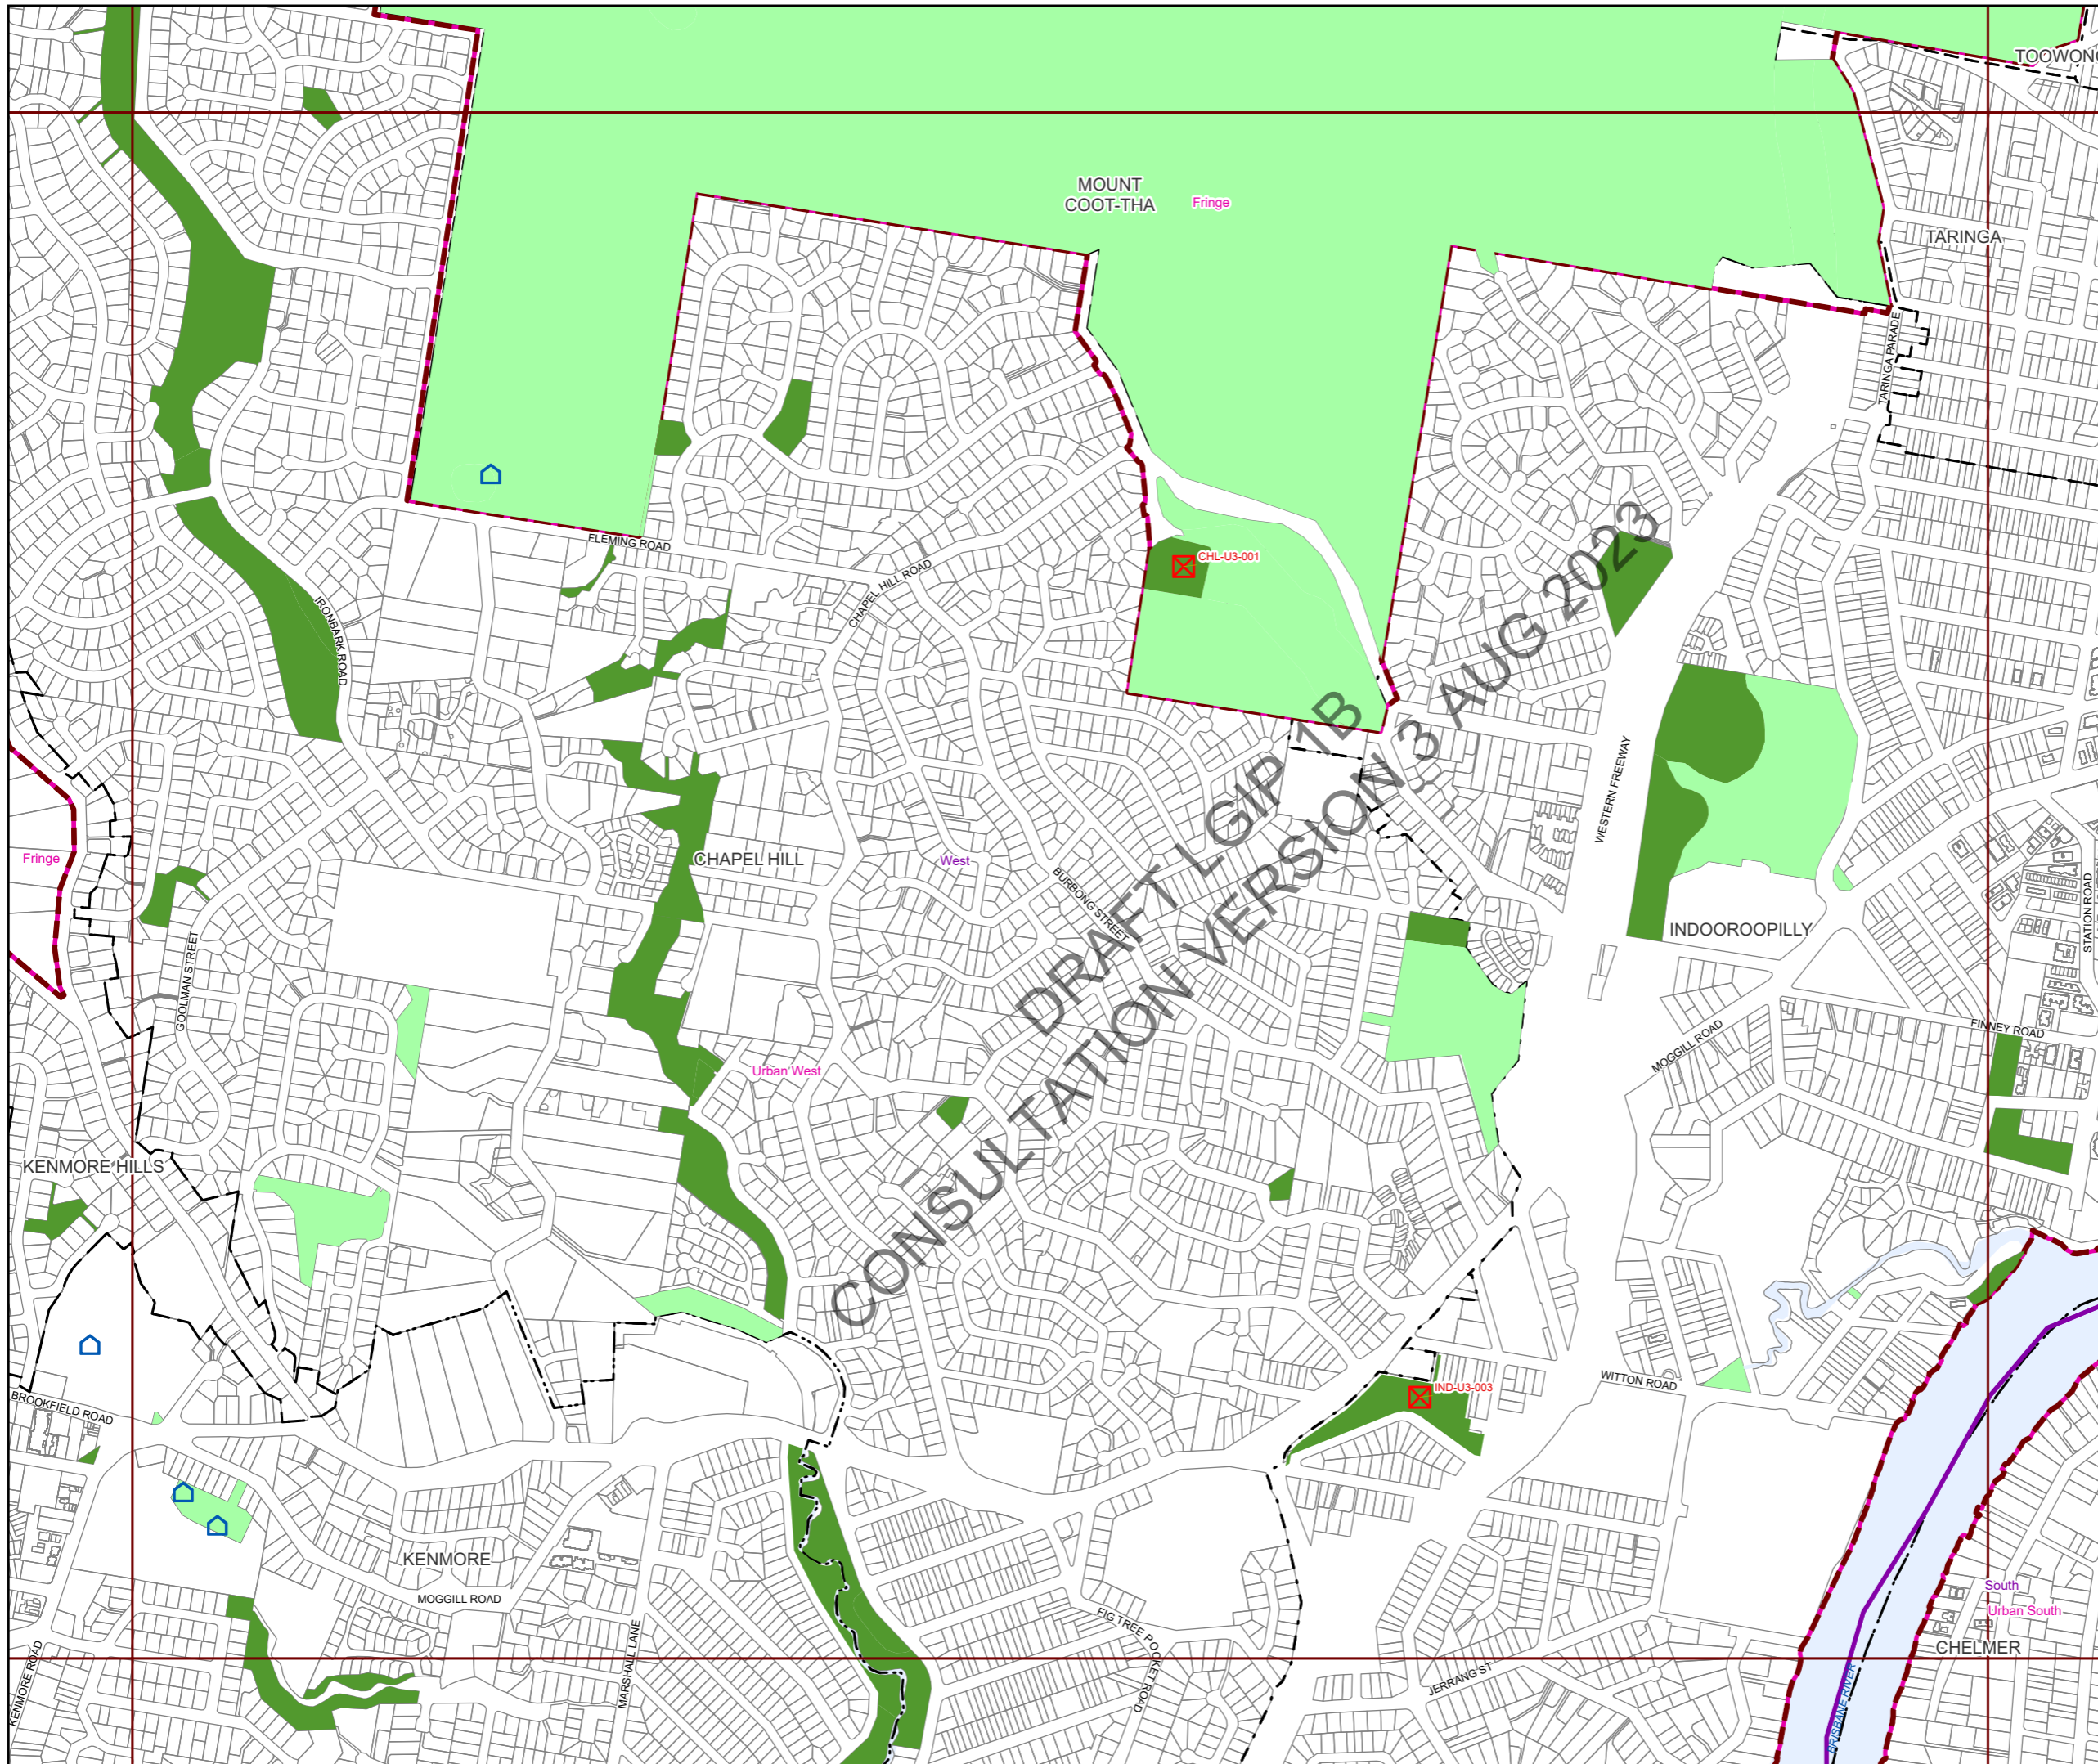 TOOWONG
MOUNT
COOT-THA
Fringe
TARINGA
TARINGA PARADE
FLEMING ROAD
CHL-U3-001
CHAPEL HILL ROAD
IRONBARK ROAD
WESTERN FREEWAY
Fringe
CHAPEL HILL
West
BURBONG STREET
INDOOROOPILLY
STATION ROAD
GOOLMAN STREET
DRAFT LGIP 1B
CONSULTATION VERSION 3 AUG 2023
FINNEY ROAD
MOGGILL ROAD
Urban West
KENMORE HILLS
WITTON ROAD
IND-U3-003
BROOKFIELD ROAD
KENMORE
MOGGILL ROAD
South
Urban South
FIG TREE POCKET ROAD
CHELMER
MARSHALL LANE
KENMORE ROAD
JERRANG ST
BRISBANE RIVER